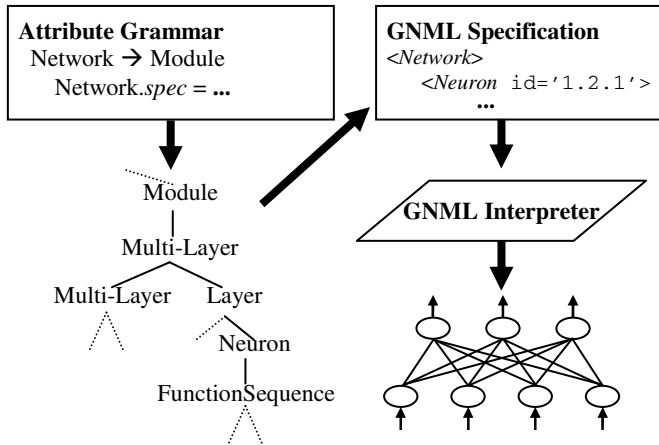 Attribute Grammar
Network → Module
Network.spec = ...
Module
Multi-Layer
Multi-Layer Layer
Neuron
FunctionSequence
GNML Specification
<Network>
<Neuron id='1.2.1'>
...
GNML Interpreter